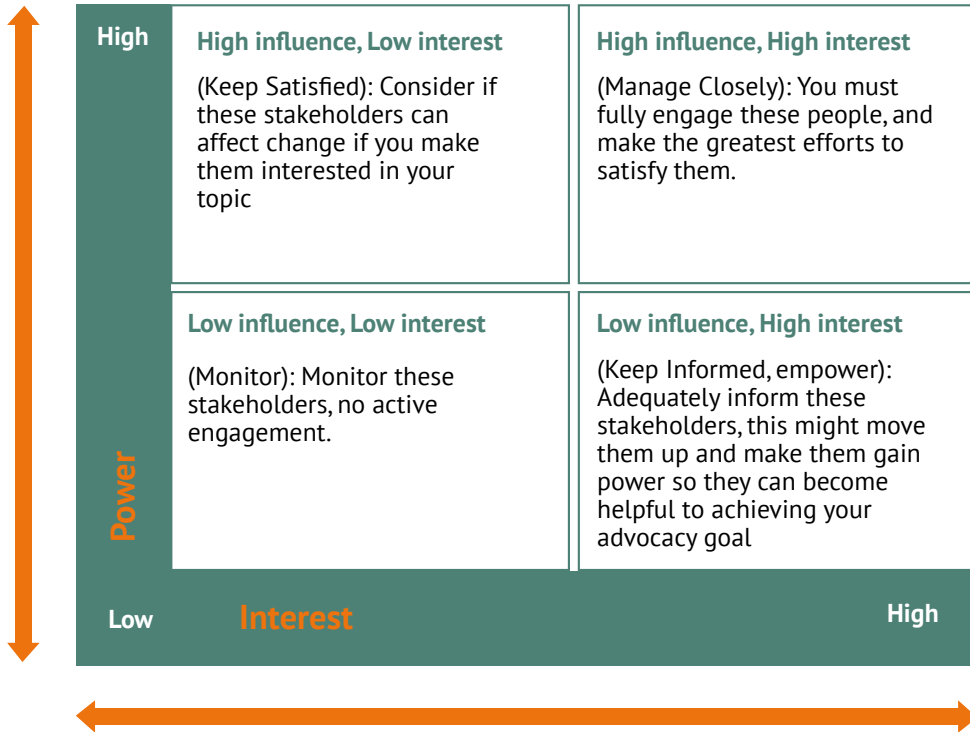 High
High influence, Low interest
(Keep Satisfied): Consider if
these stakeholders can
affect change if you make
them interested in your
topic
High influence, High interest
(Manage Closely): You must
fully engage these people, and
make the greatest efforts to
satisfy them.
Low influence, Low interest
(Monitor): Monitor these
stakeholders, no active
engagement.
Low influence, High interest
(Keep Informed, empower):
Adequately inform these
stakeholders, this might move
them up and make them gain
power so they can become
helpful to achieving your
advocacy goal
Power
Low
Interest
High